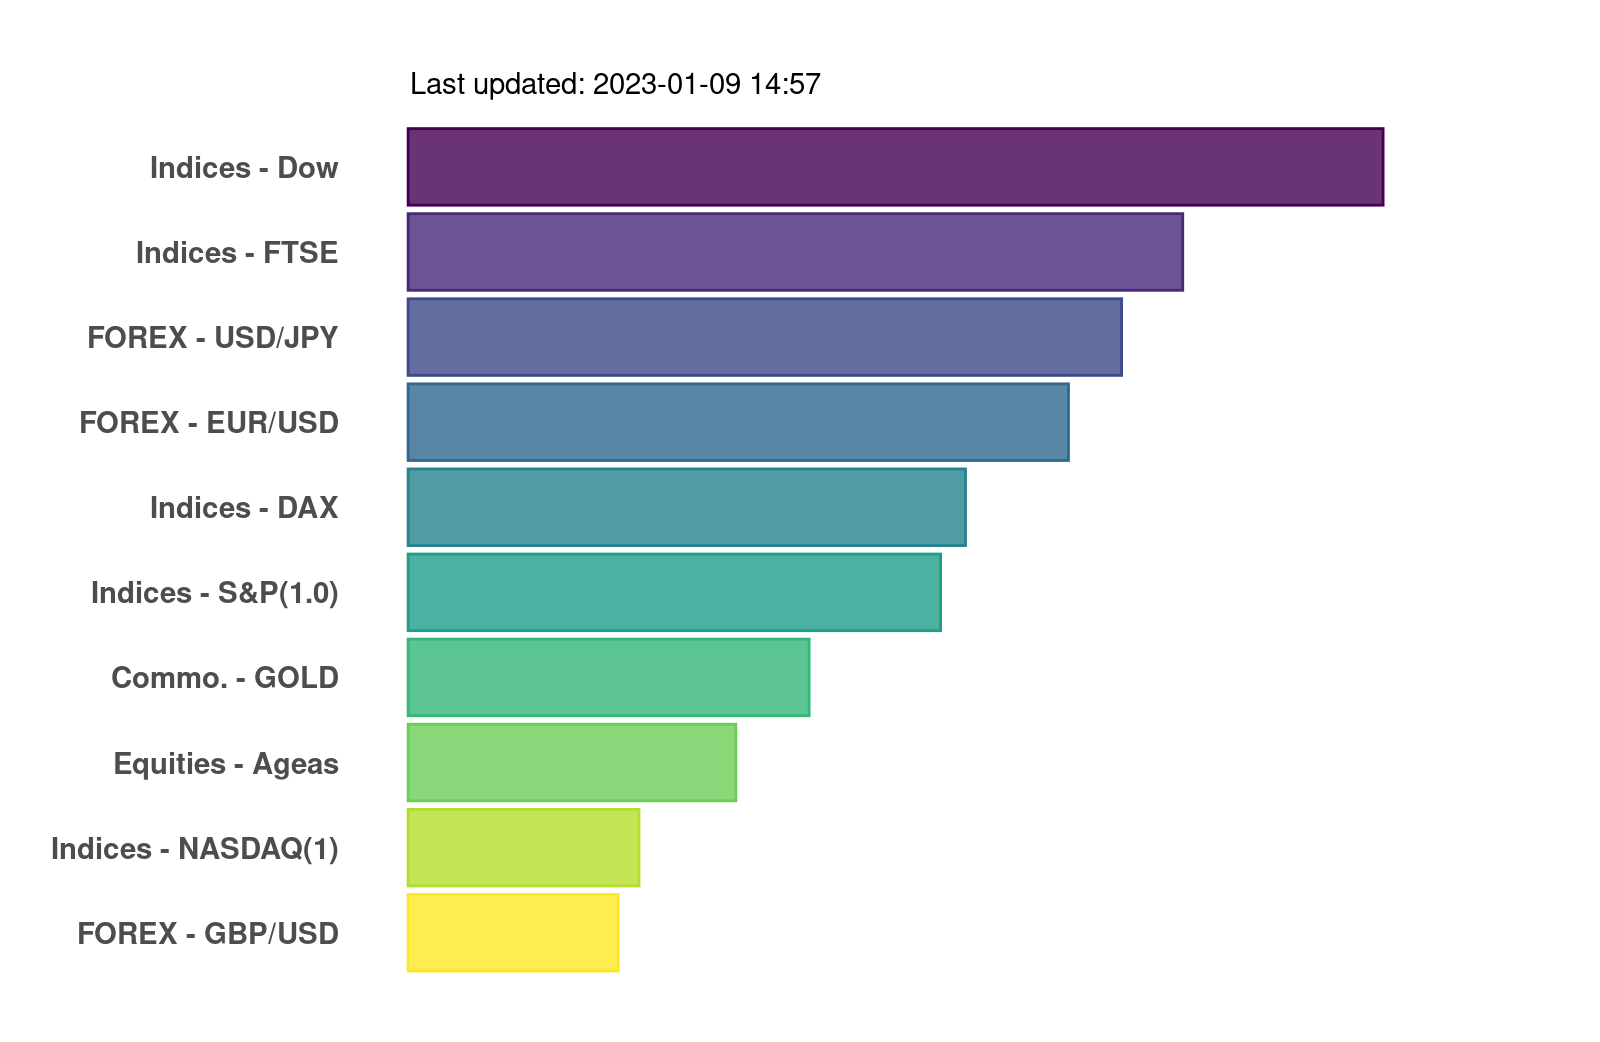 Last updated: 2023-01-09 14:57
Indices - Dow
Indices - FTSE
FOREX - USD/JPY
FOREX - EUR/USD
Indices - DAX
Indices - S&P(1.0)
Commo. - GOLD
Equities - Ageas
Indices - NASDAQ(1)
FOREX - GBP/USD